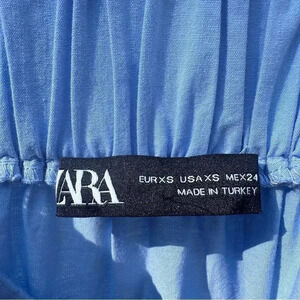 ZARA
EUR XS USA XS MEX 24
MADE IN TURKEY